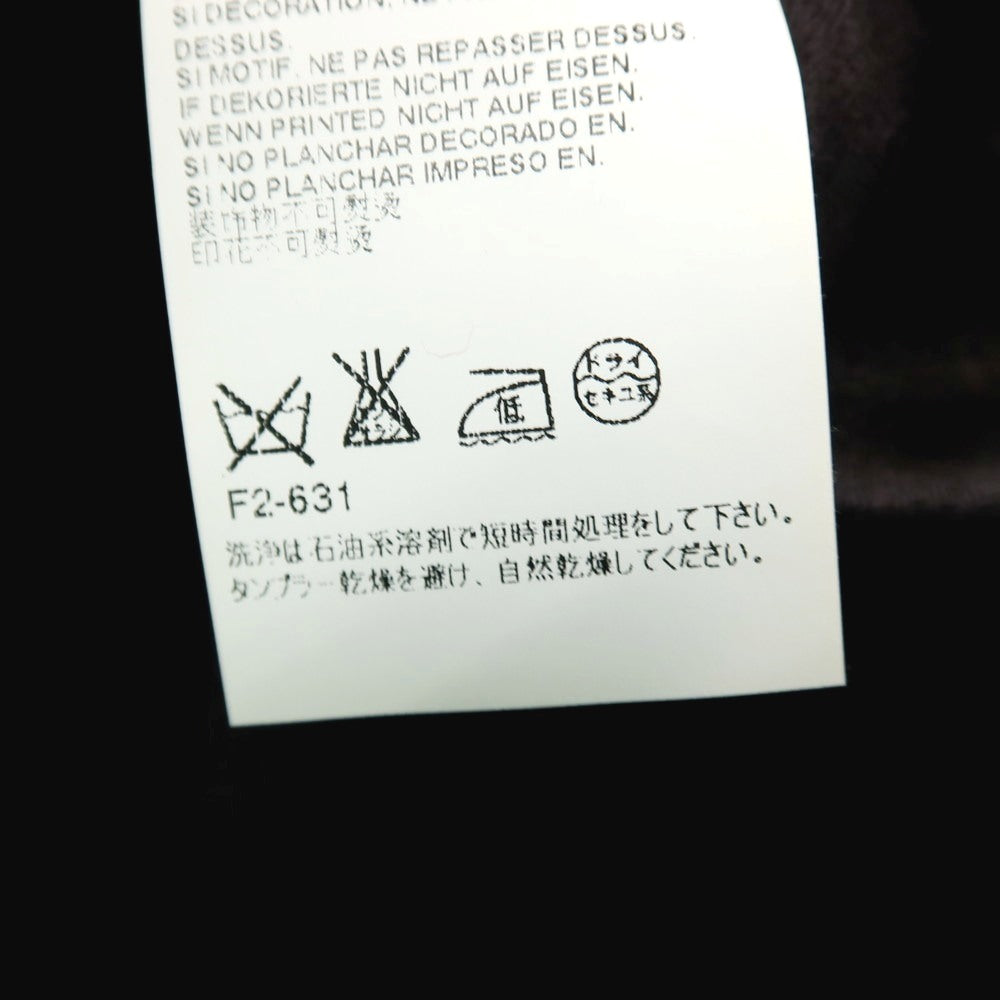 SI DECORATION, NE PAS
DESSUS.
SI MOTIF, NE PAS REPASSER DESSUS.
IF DEKORIERTE NICHT AUF EISEN.
WENN PRINTED NICHT AUF EISEN.
SI NO PLANCHAR DECORADO EN.
SI NO PLANCHAR IMPRESO EN.
装饰物不可熨烫
印花不可熨烫
低
ドライ
セキユ系
F2-631
洗浄は石油系溶剤で短時間処理をして下さい。
タンブラー乾燥を避け、自然乾燥してください。